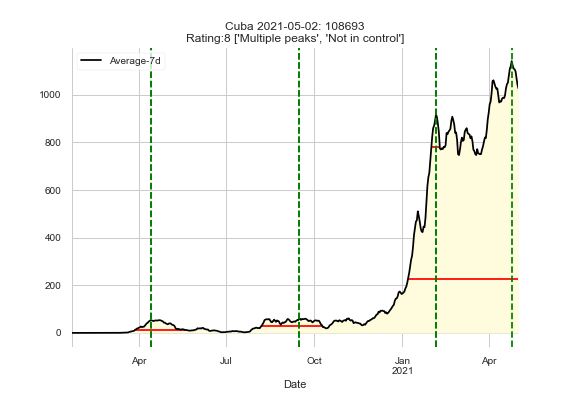 Cuba 2021-05-02: 108693
Rating:8 ['Multiple peaks', 'Not in control']
Average-7d
1000
800
600
400
200
0
Apr
Jul
Oct
Jan
2021
Apr
Date